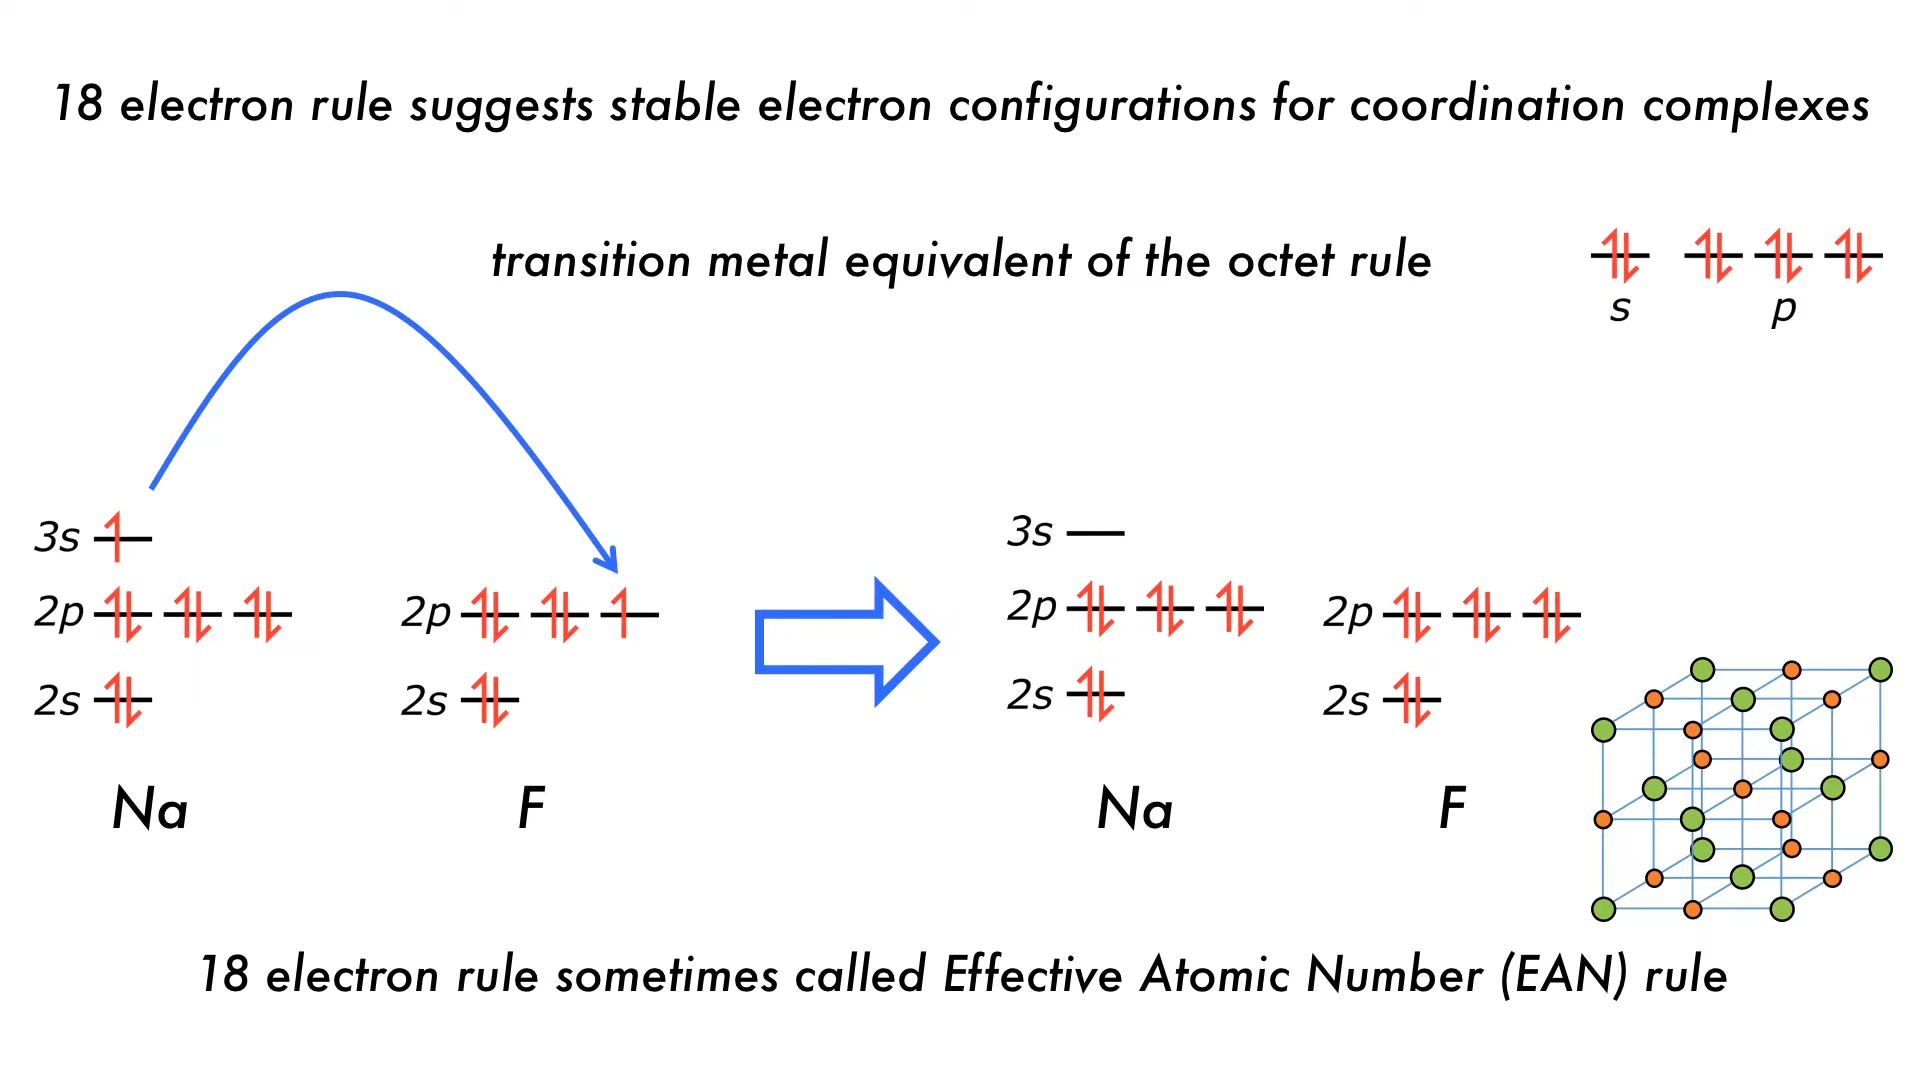 18 electron rule suggests stable electron configurations for coordination complexes
transition metal equivalent of the octet rule
s p
3s
2p
2s
Na
2p
2s
F
3s
2p
2s
Na
2p
2s
F
18 electron rule sometimes called Effective Atomic Number (EAN) rule